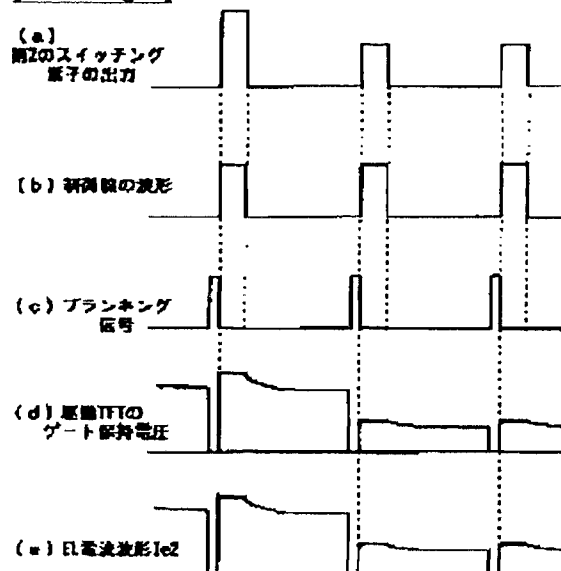 (a)
第2のスイッチング
素子の出力
(b) 制御線の波形
(c) ブランキング
信号
(d) 駆動TFTの
ゲート保持電圧
(e) EL電流波形Ie2